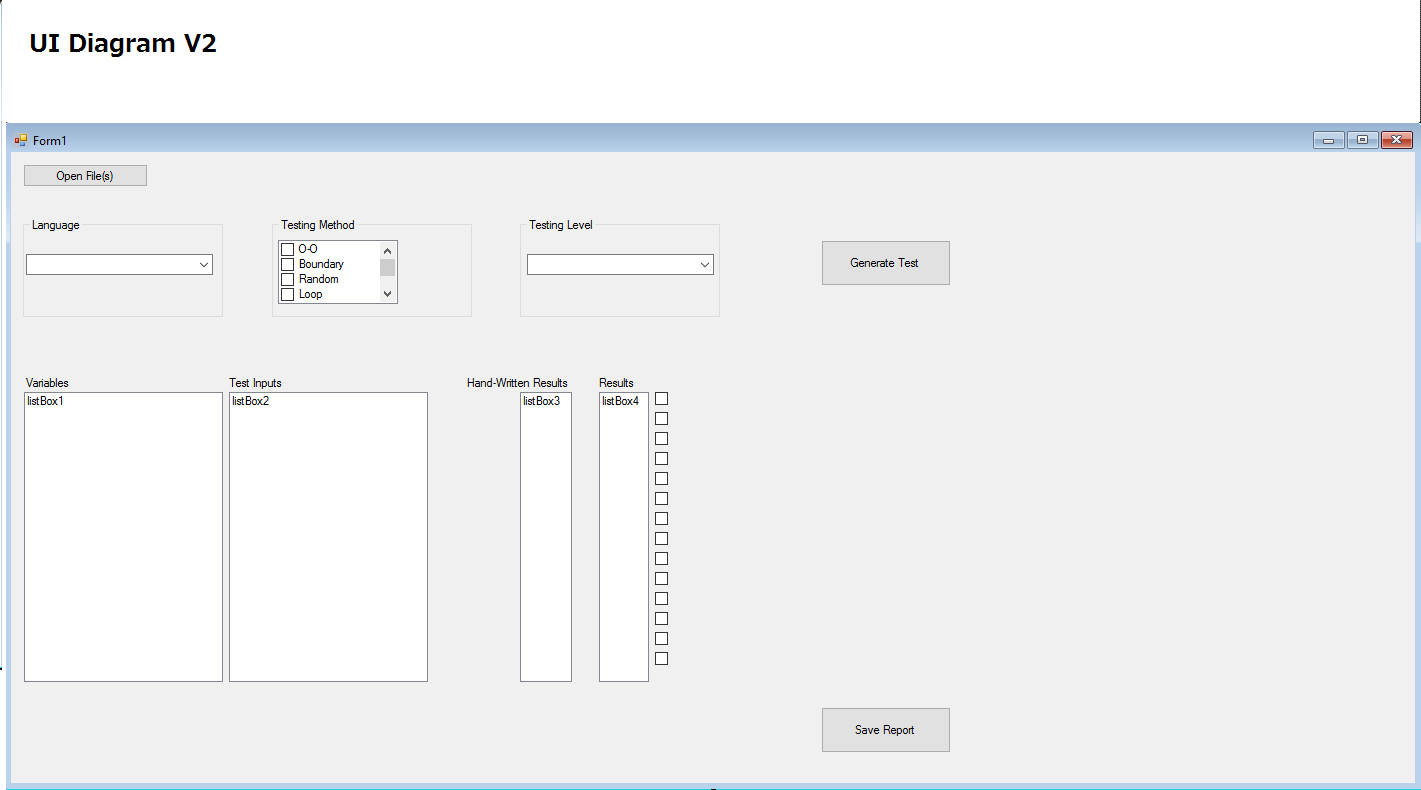 UI Diagram V2
Form1
Open File(s)
Language
Testing Method
Testing Level
O-O
Boundary
Random
Loop
Generate Test
Variables
Test Inputs
Hand-Written Results
Results
listBox1
listBox2
listBox3
listBox4
Save Report